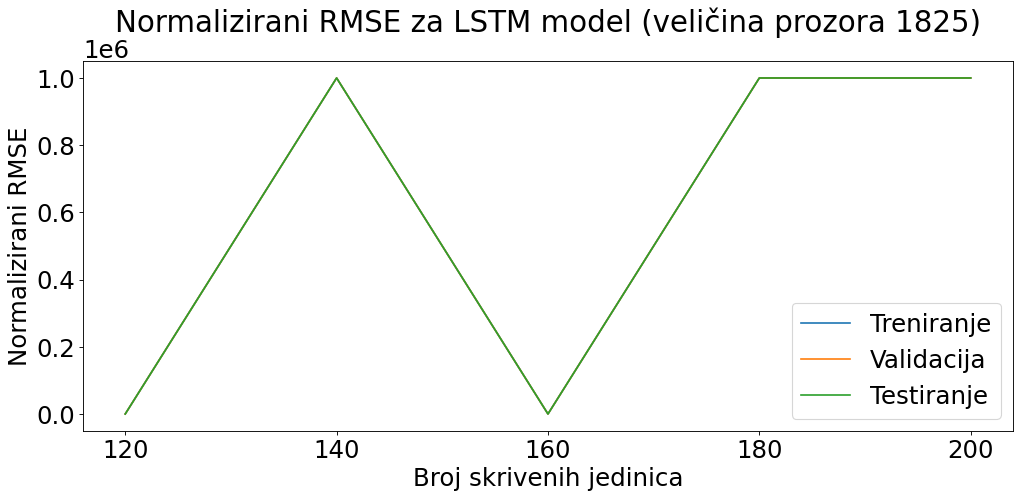 Normalizirani RMSE za LSTM model (veličina prozora 1825)
1e6
1.0
0.8
0.6
0.4
0.2
0.0
Normalizirani RMSE
120 140 160 180 200
Broj skrivenih jedinica
Treniranje
Validacija
Testiranje